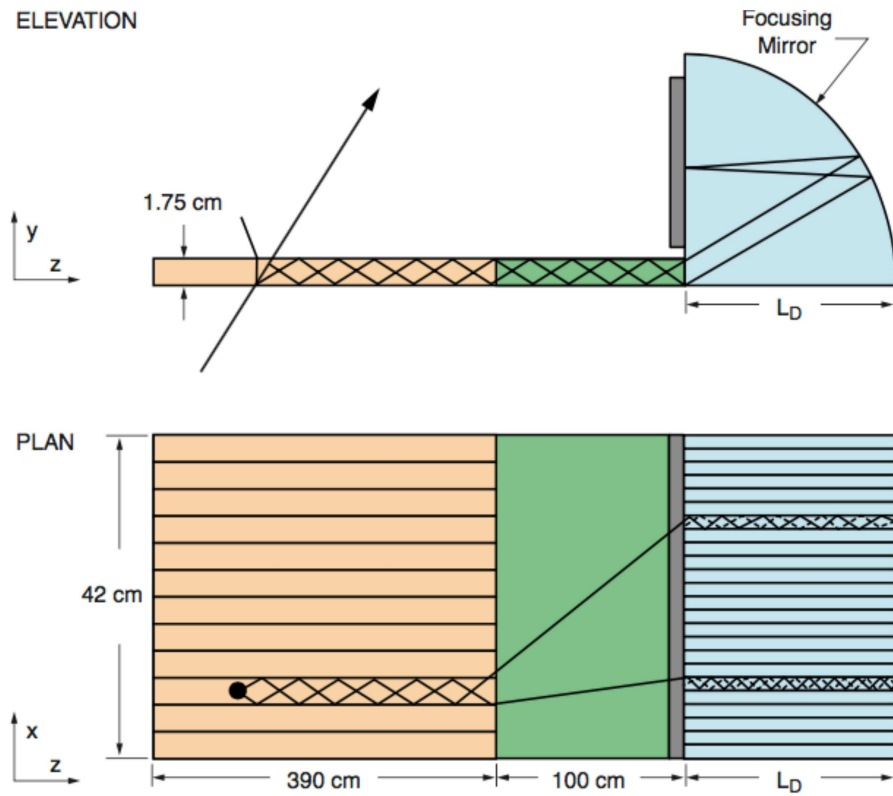 ELEVATION
Focusing
Mirror
1.75 cm
y
z
L_D
PLAN
42 cm
x
z
390 cm
100 cm
L_D